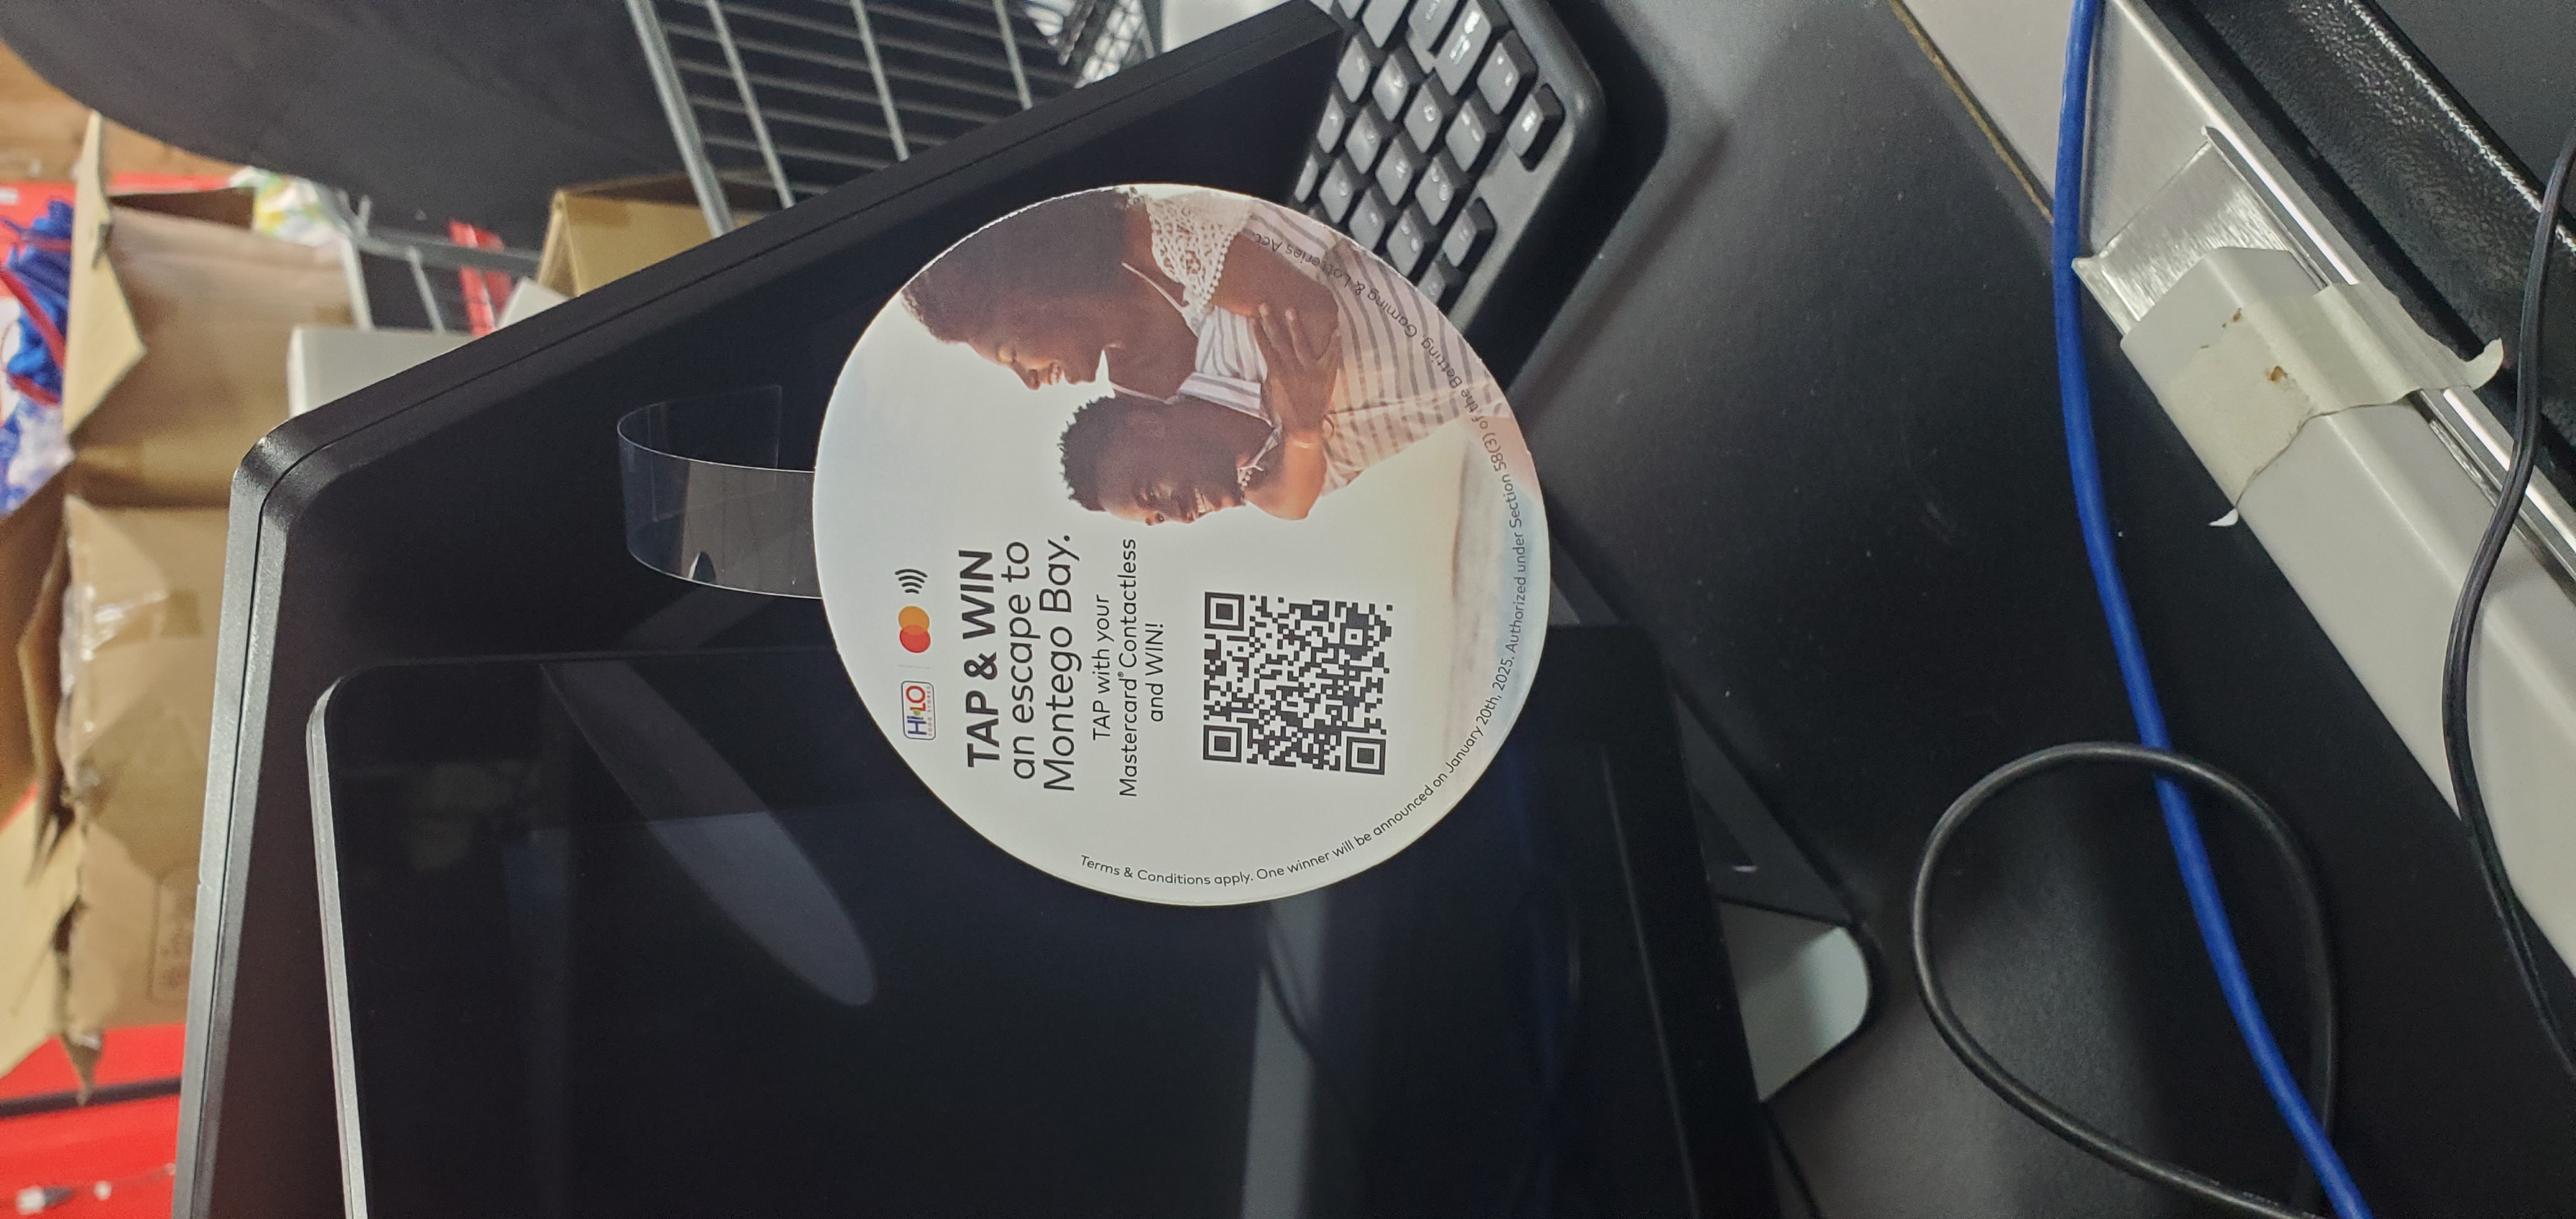 HI-LO
FOOD STORES
TAP & WIN
an escape to
Montego Bay.
TAP with your
Mastercard® Contactless
and WIN!
Terms & Conditions apply. One winner will be announced on January 20th, 2025. Authorized under Section 58(3) of the Betting, Gaming & Lotteries Act.